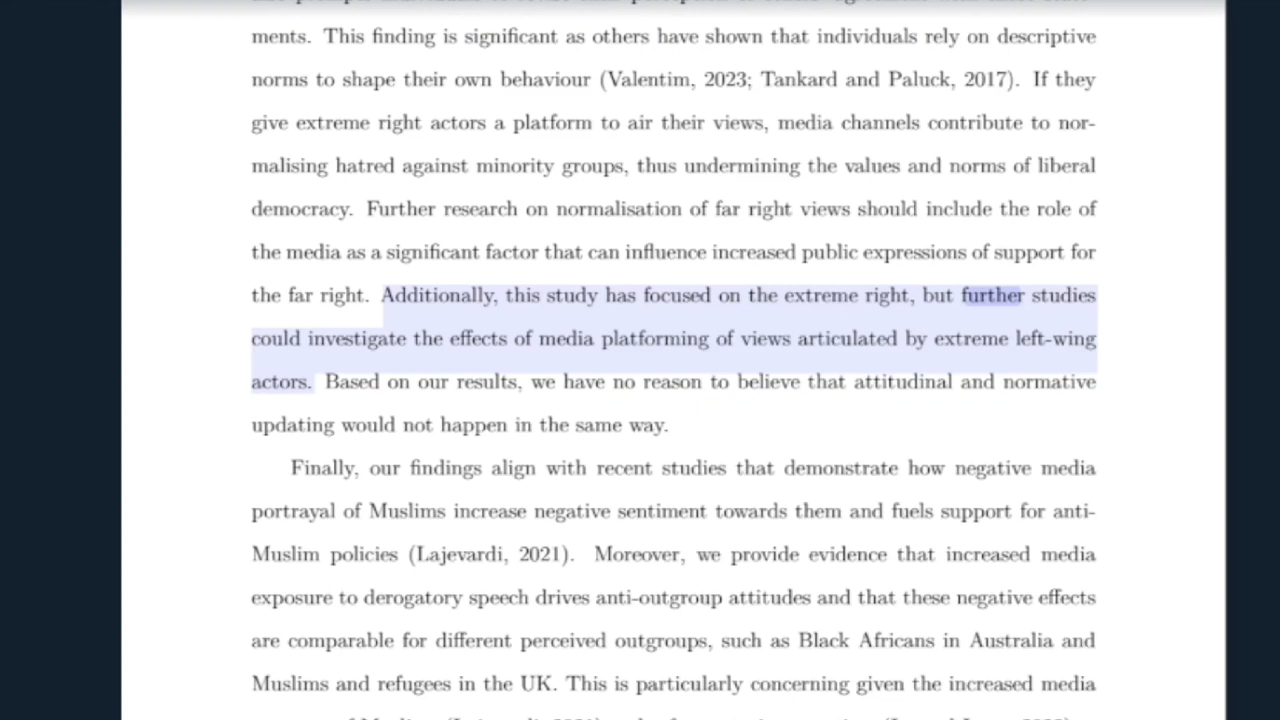 ments. This finding is significant as others have shown that individuals rely on descriptive
norms to shape their own behaviour (Valentim, 2023; Tankard and Paluck, 2017). If they
give extreme right actors a platform to air their views, media channels contribute to nor-
malising hatred against minority groups, thus undermining the values and norms of liberal
democracy. Further research on normalisation of far right views should include the role of
the media as a significant factor that can influence increased public expressions of support for
the far right. Additionally, this study has focused on the extreme right, but further studies
could investigate the effects of media platforming of views articulated by extreme left-wing
actors. Based on our results, we have no reason to believe that attitudinal and normative
updating would not happen in the same way.
Finally, our findings align with recent studies that demonstrate how negative media
portrayal of Muslims increase negative sentiment towards them and fuels support for anti-
Muslim policies (Lajevardi, 2021). Moreover, we provide evidence that increased media
exposure to derogatory speech drives anti-outgroup attitudes and that these negative effects
are comparable for different perceived outgroups, such as Black Africans in Australia and
Muslims and refugees in the UK. This is particularly concerning given the increased media